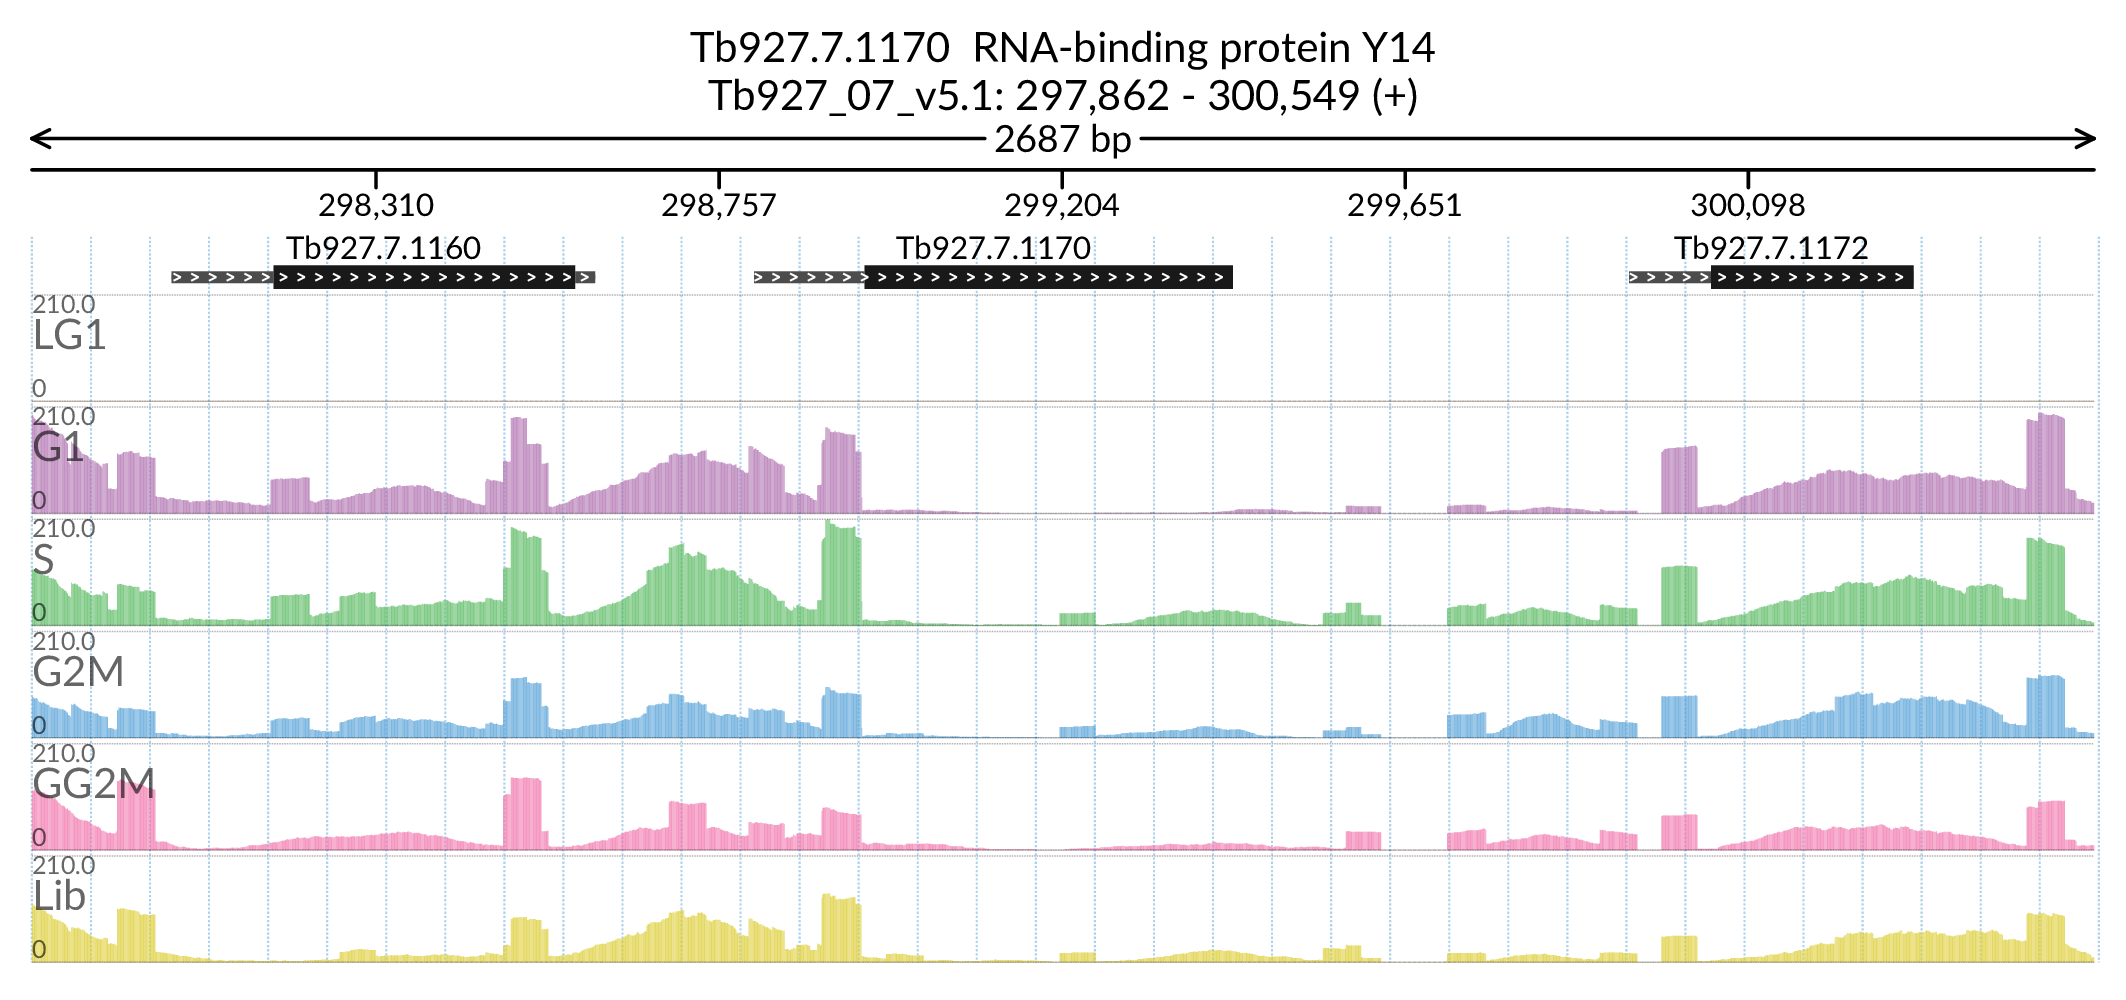 Tb927.7.1170  RNA-binding protein Y14
Tb927_07_v5.1: 297,862 - 300,549 (+)
2687 bp
298,310 298,757 299,204 299,651 300,098
Tb927.7.1160 Tb927.7.1170 Tb927.7.1172
210.0
LG1
0
210.0
G1
0
210.0
S
0
210.0
G2M
0
210.0
GG2M
0
210.0
Lib
0